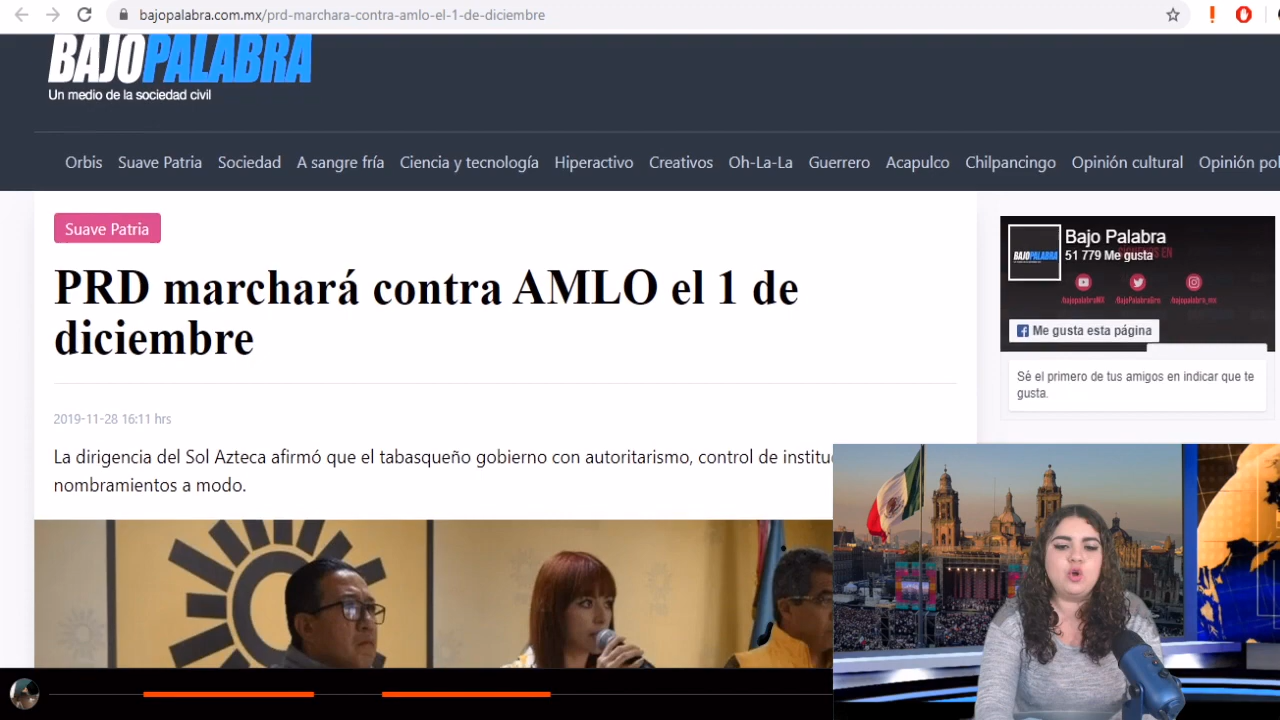 bajopalabra.com.mx/prd-marchara-contra-amlo-el-1-de-diciembre
BAJOPALABRA
Un medio de la sociedad civil
Orbis Suave Patria Sociedad A sangre fría Ciencia y tecnología Hiperactivo Creativos Oh-La-La Guerrero Acapulco Chilpancingo Opinión cultural Opinión pol
Suave Patria
PRD marchará contra AMLO el 1 de
diciembre
2019-11-28 16:11 hrs
La dirigencia del Sol Azteca afirmó que el tabasqueño gobierno con autoritarismo, control de institu
nombramientos a modo.
Bajo Palabra
51 779 Me gusta
BAJOPALABRA
/bajopalabraMX /BajoPalabraGro /bajopalabra_mx
Me gusta esta página
Sé el primero de tus amigos en indicar que te
gusta.